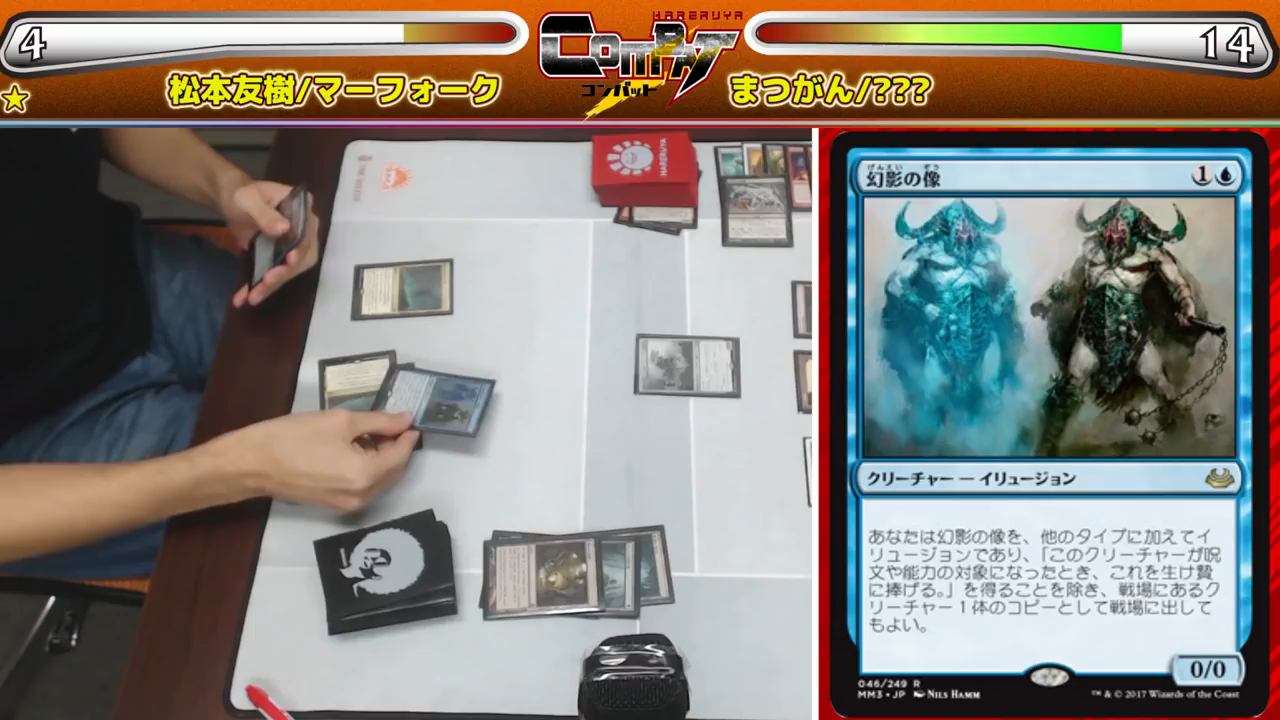 4
HARERUYA
COMBAT
コンバット
14
松本友樹/マーフォーク
まつがん/???
HARERUYA
げんえい ぞう
幻影の像
1
クリーチャー — イリュージョン
あなたは幻影の像を、他のタイプに加えてイ
リュージョンであり、「このクリーチャーが呪
文や能力の対象になったとき、これを生け贄
に捧げる。」を得ることを除き、戦場にあるク
リーチャー1体のコピーとして戦場に出して
もよい。
0/0
046/249 R
MM3 • JP NILS HAMM
™ & © 2017 Wizards of the Coast